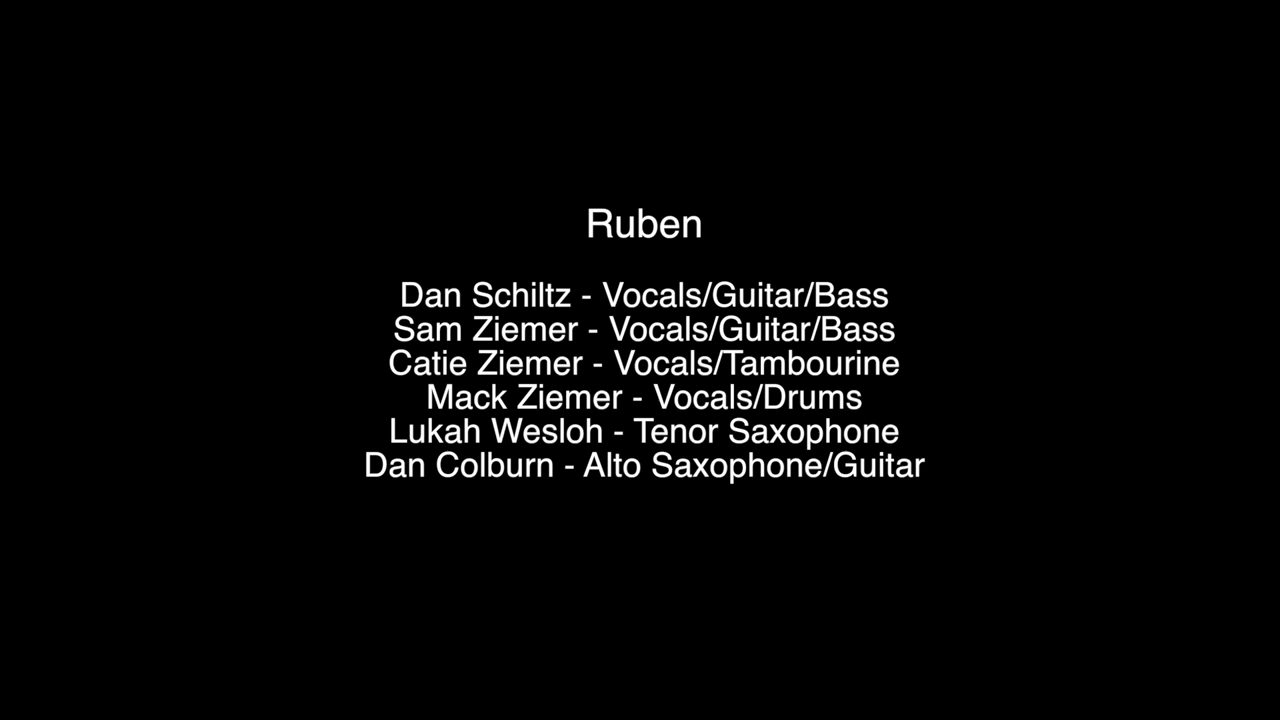 Ruben
Dan Schiltz - Vocals/Guitar/Bass
Sam Ziemer - Vocals/Guitar/Bass
Catie Ziemer - Vocals/Tambourine
Mack Ziemer - Vocals/Drums
Lukah Wesloh - Tenor Saxophone
Dan Colburn - Alto Saxophone/Guitar